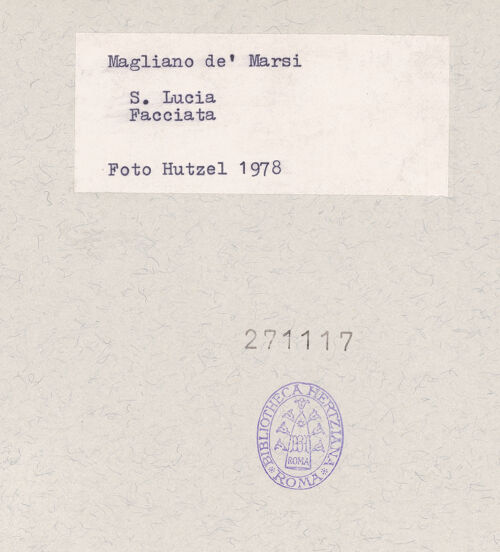 Magliano de' Marsi
S. Lucia
Facciata
Foto Hutzel 1978
271117
BIBLIOTHECA HERTZIANA
ROMA
ROMA